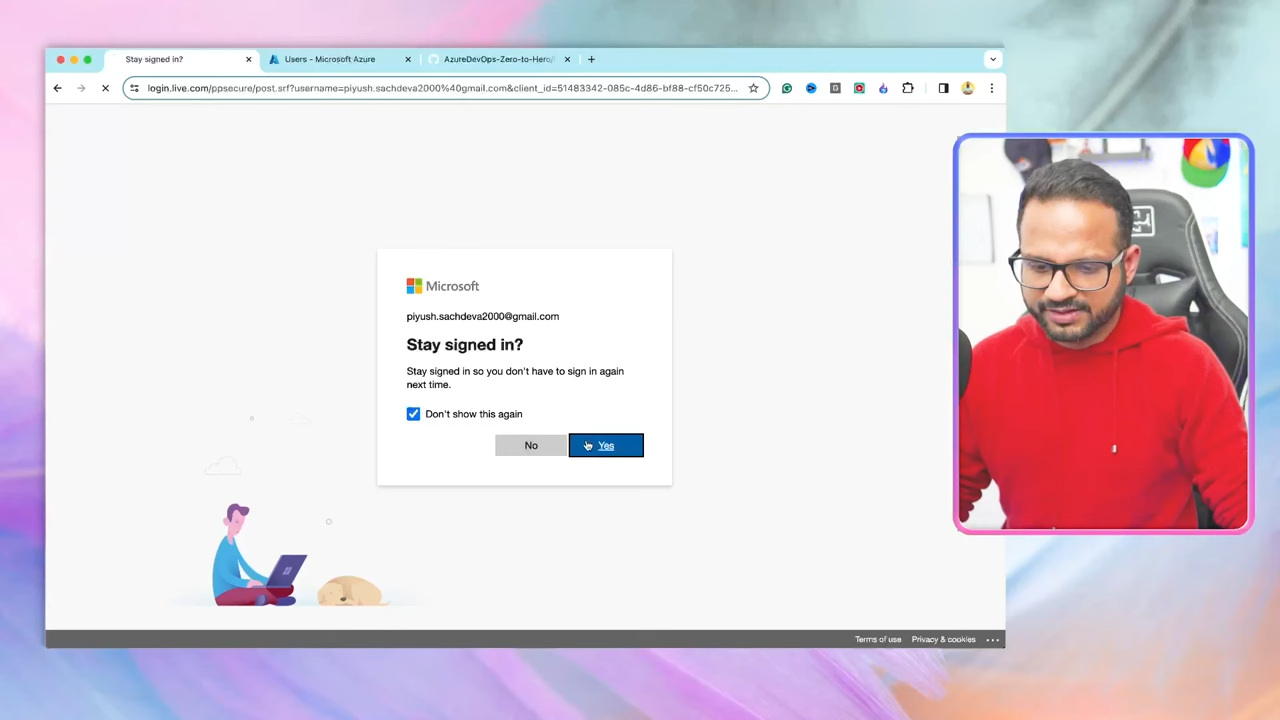 Stay signed in?
Users - Microsoft Azure
AzureDevOps-Zero-to-Hero/
login.live.com/ppsecure/post.srf?username=piyush.sachdeva2000%40gmail.com&client_id=51483342-085c-4d86-bf88-cf50c725...
Microsoft
piyush.sachdeva2000@gmail.com
Stay signed in?
Stay signed in so you don't have to sign in again
next time.
Don't show this again
No
Yes
Terms of use
Privacy & cookies